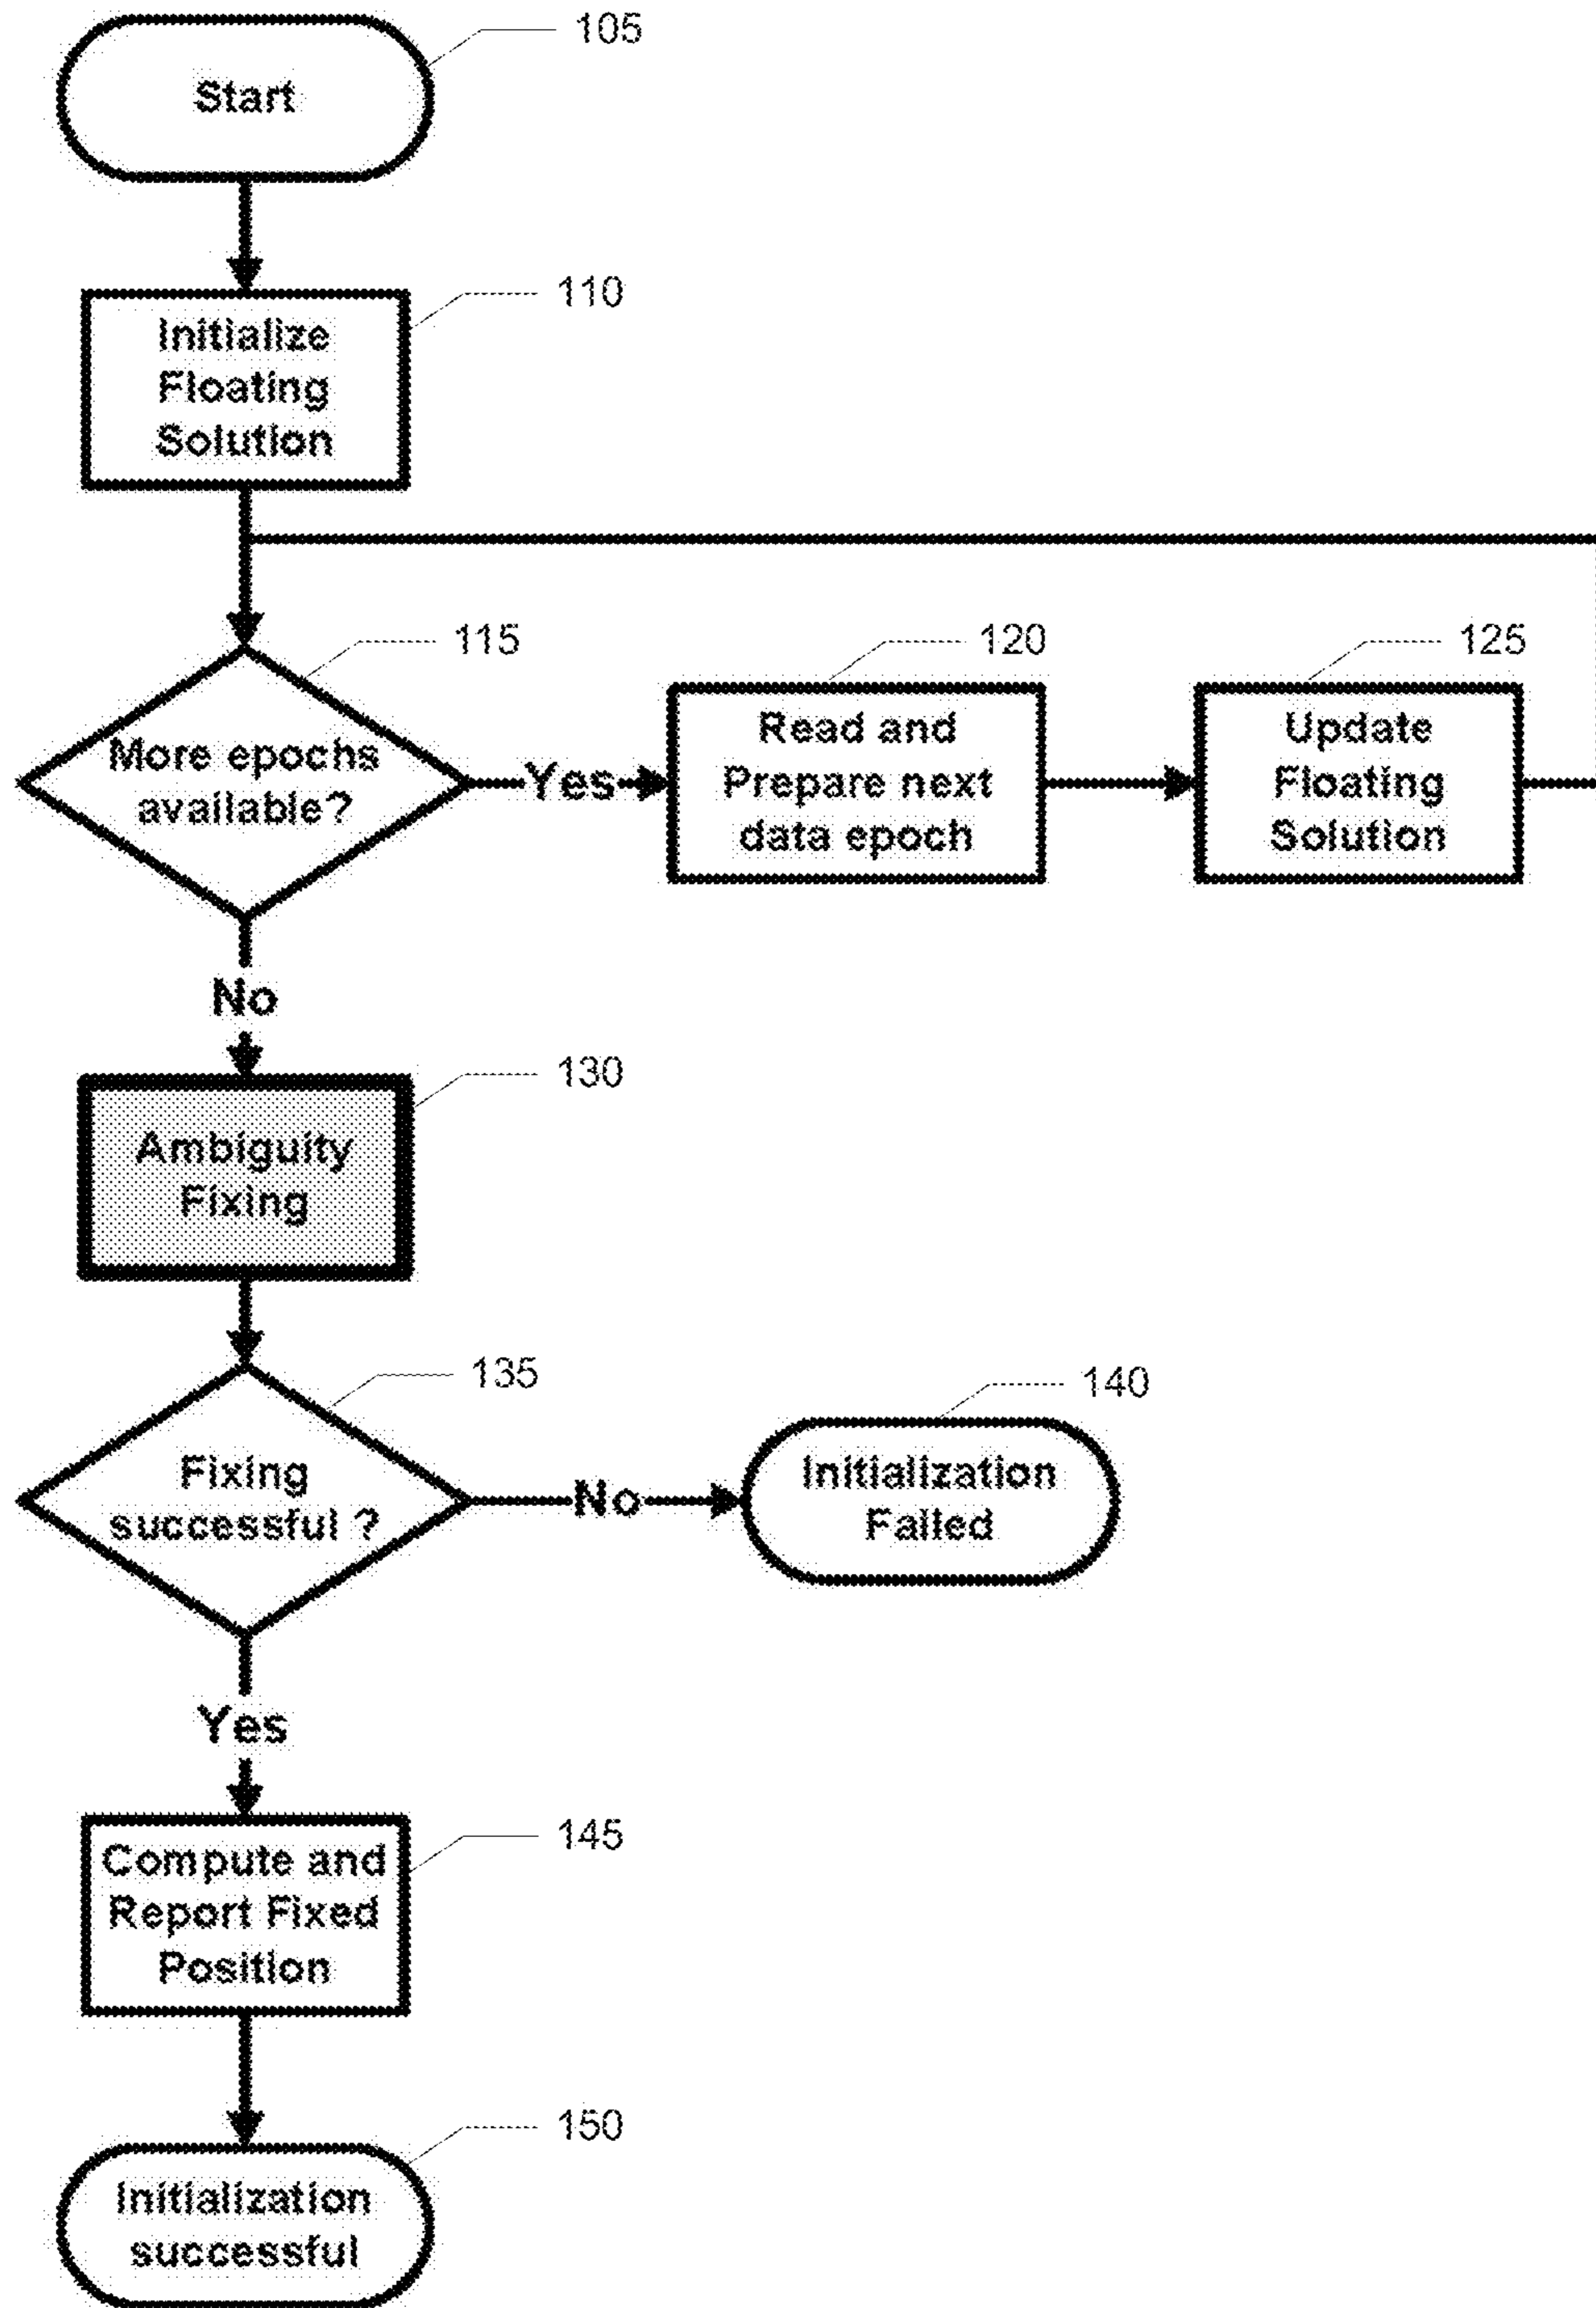 105
Start
110
Initialize
Floating
Solution
115
120
125
More epochs
available?
Yes
Read and
Prepare next
data epoch
Update
Floating
Solution
No
130
Ambiguity
Fixing
135
140
Fixing
successful ?
No
Initialization
Failed
Yes
145
Compute and
Report Fixed
Position
150
Initialization
successful